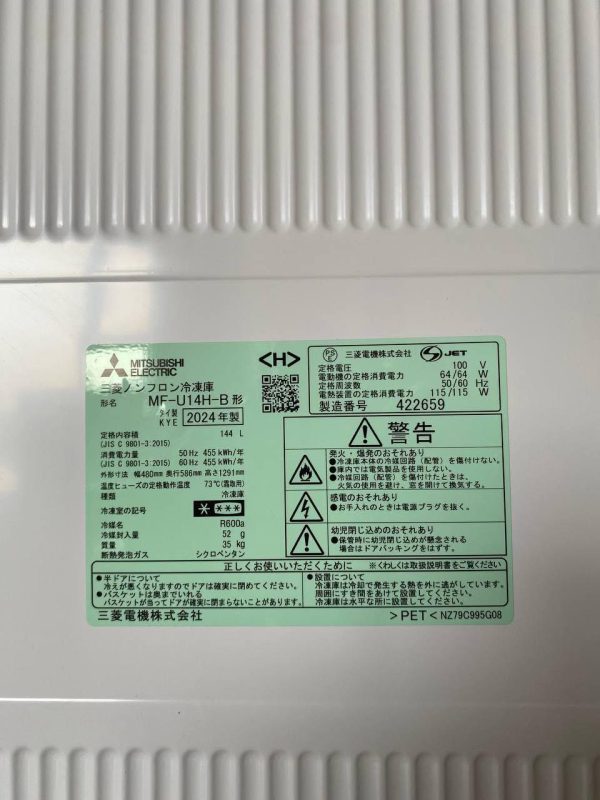 MITSUBISHI
ELECTRIC
<H>
PS
E
三菱電機株式会社
S JET
三菱ノンフロン冷凍庫
形名 MF-U14H-B 形
タイ製
KYE
2024年製
定格電圧 100 V
電動機の定格消費電力 64/64 W
定格周波数 50/60 Hz
電熱装置の定格消費電力 115/115 W
製造番号 422659
定格内容積 144 L
(JIS C 9801-3:2015)
消費電力量 50 Hz 455 kWh/年
(JIS C 9801-3:2015) 60 Hz 455 kWh/年
外形寸法 幅480mm 奥行586mm 高さ1291mm
温度ヒューズの定格動作温度 73℃(霜取用)
種類 冷凍庫
冷凍室の記号 * ***
冷媒名 R600a
冷媒封入量 52 g
質量 35 kg
断熱発泡ガス シクロペンタン
警告
発火・爆発のおそれあり
●冷凍庫本体の冷媒回路(配管)を傷付けない。
●庫内では電気製品を使用しない。
●冷媒回路(配管)を傷付けたときは、
火気の使用を避け、窓を開けて換気する。
感電のおそれあり
●お手入れのときは電源プラグを抜く。
幼児閉じ込めのおそれあり
●保管時に幼児閉じ込めが懸念される
場合はドアパッキングをはずす。
正しくお使いいただくために ※くわしくは取扱説明書をご覧ください
●半ドアについて
冷えが悪くなりますのでドアは確実に閉めてください。
●バスケットは奥までいれる
バスケットが当ってドアが確実に閉まらないことがあります。
●設置について
冷凍庫は冷却で発生する熱を外に逃がしています。
周囲にすき間をあけて設置してください。
冷凍庫は水平な所に設置してください。
三菱電機株式会社
>PET< NZ79C995G08